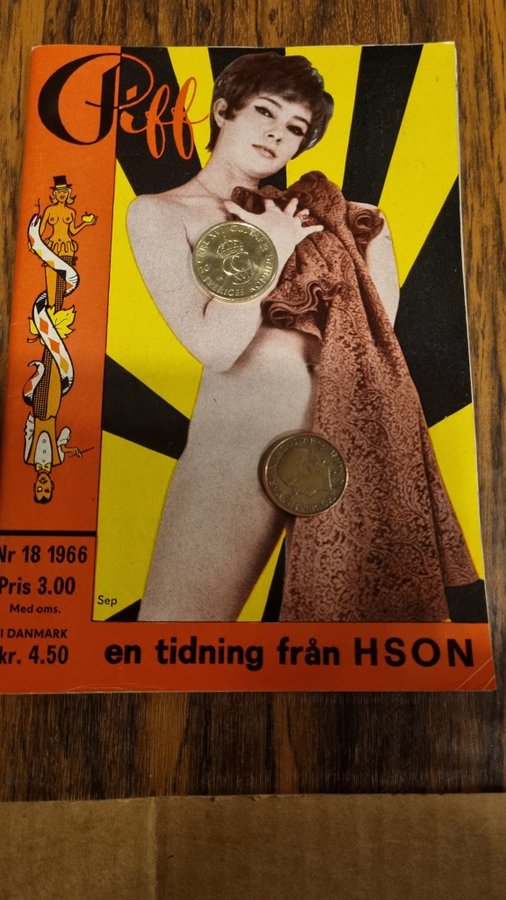 Piff
Nr 18 1966
Pris 3.00
Med oms.
I DANMARK
kr. 4.50
Sep
en tidning från HSON